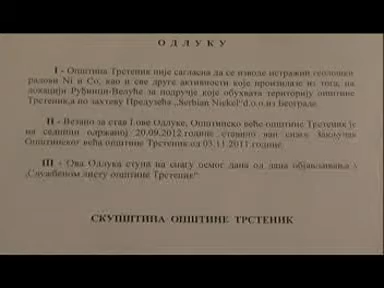 О Д Л У К У
I - Општина Трстеник није сагласна да се изводе истражни геолошки
радови Ni и Co, као и све друге активности које произилазе из тога, на
локацији Руђинци-Велуће за подручје које обухвата територију општине
Трстеник,а по захтеву Предузећа „Serbian Nickel“d.o.o.из Београда.
II - Везано за став I ове Одлуке, Општинско веће општине Трстеник је
на седници одржаној 20.09.2012.године ставило ван снаге Закључак
Општинског већа општине Трстеник од 03.11.2011.године.
III - Ова Одлука ступа на снагу осмог дана од дана објављивања у
„Службеном листу општине Трстеник“
СКУПШТИНА ОПШТИНЕ ТРСТЕНИК